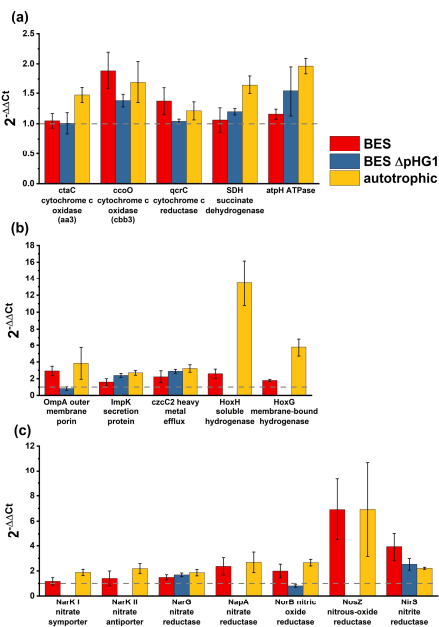 (a)
2.5
2.0
1.5
1.0
0.5
0.0
2^-ΔΔCt
ctaC ccoO qcrC SDH atpH ATPase
cytochrome c cytochrome c cytochrome c succinate
oxidase oxidase reductase dehydrogenase
(aa3) (cbb3)
BES
BES ΔpHG1
autotrophic
(b)
18
16
14
12
10
8
6
4
2
0
2^-ΔΔCt
OmpA outer ImpK czcC2 heavy HoxH HoxG
membrane secretion metal soluble membrane-bound
porin protein efflux hydrogenase hydrogenase
(c)
12
10
8
6
4
2
0
2^-ΔΔCt
NarK I NarK II NarG NapA NorB nitric NosZ NirS
nitrate nitrate nitrate nitrate oxide nitrous-oxide nitrite
symporter antiporter reductase reductase reductase reductase reductase